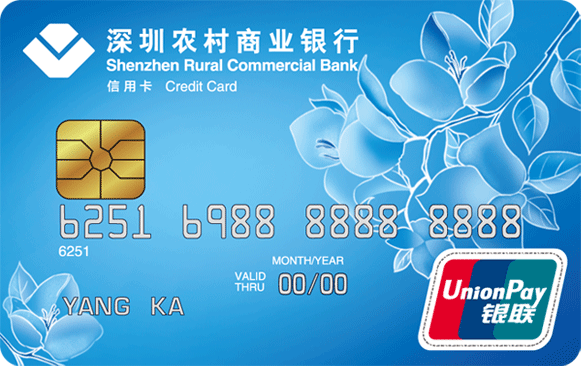 深圳农村商业银行
Shenzhen Rural Commercial Bank
信用卡 Credit Card
6251 6988 8888 8888
6251
MONTH/YEAR
VALID THRU 00/00
YANG KA
UnionPay
银联